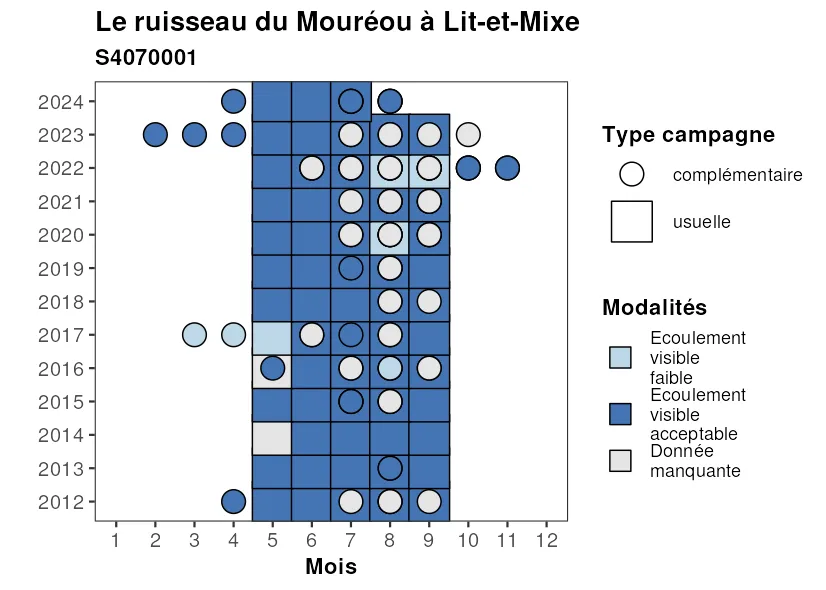 Le ruisseau du Mouréou à Lit-et-Mixe
S4070001
2024
2023
2022
2021
2020
2019
2018
2017
2016
2015
2014
2013
2012
1 2 3 4 5 6 7 8 9 10 11 12
Mois
Type campagne
complémentaire
usuelle
Modalités
Ecoulement
visible
faible
Ecoulement
visible
acceptable
Donnée
manquante